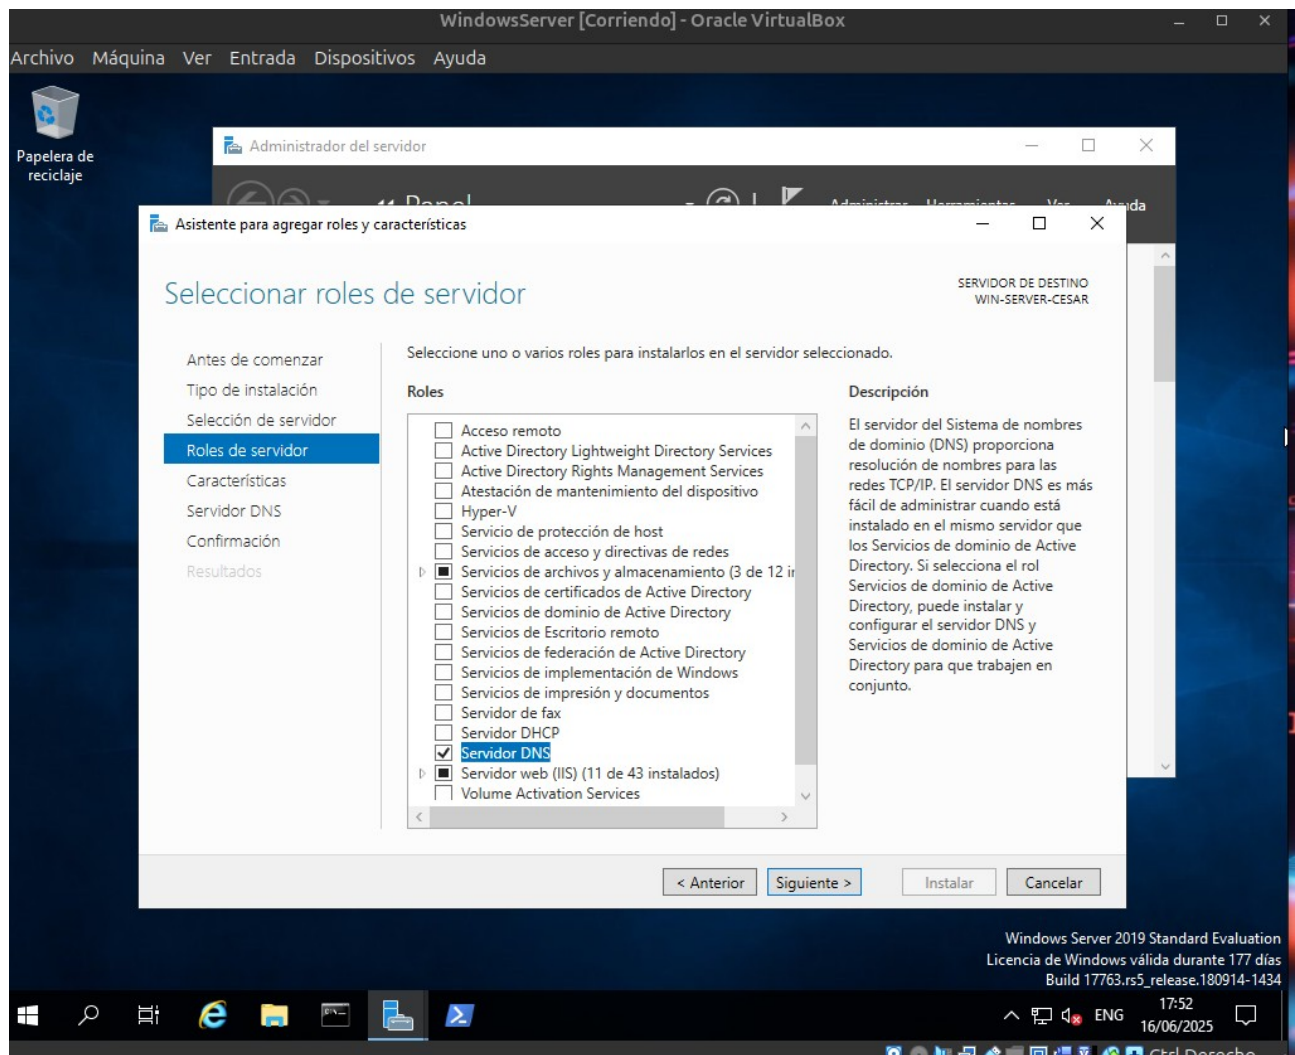 WindowsServer [Corriendo] - Oracle VirtualBox
Archivo Máquina Ver Entrada Dispositivos Ayuda
Papelera de
reciclaje
Administrador del servidor
Panel
Administrar Herramientas Ver Ayuda
Asistente para agregar roles y características
Seleccionar roles de servidor
SERVIDOR DE DESTINO
WIN-SERVER-CESAR
Antes de comenzar
Tipo de instalación
Selección de servidor
Roles de servidor
Características
Servidor DNS
Confirmación
Resultados
Seleccione uno o varios roles para instalarlos en el servidor seleccionado.
Roles
Acceso remoto
Active Directory Lightweight Directory Services
Active Directory Rights Management Services
Atestación de mantenimiento del dispositivo
Hyper-V
Servicio de protección de host
Servicios de acceso y directivas de redes
Servicios de archivos y almacenamiento (3 de 12 ir
Servicios de certificados de Active Directory
Servicios de dominio de Active Directory
Servicios de Escritorio remoto
Servicios de federación de Active Directory
Servicios de implementación de Windows
Servicios de impresión y documentos
Servidor de fax
Servidor DHCP
Servidor DNS
Servidor web (IIS) (11 de 43 instalados)
Volume Activation Services
Descripción
El servidor del Sistema de nombres
de dominio (DNS) proporciona
resolución de nombres para las
redes TCP/IP. El servidor DNS es más
fácil de administrar cuando está
instalado en el mismo servidor que
los Servicios de dominio de Active
Directory. Si selecciona el rol
Servicios de dominio de Active
Directory, puede instalar y
configurar el servidor DNS y
Servicios de dominio de Active
Directory para que trabajen en
conjunto.
< Anterior
Siguiente >
Instalar
Cancelar
Windows Server 2019 Standard Evaluation
Licencia de Windows válida durante 177 días
Build 17763.rs5_release.180914-1434
ENG
17:52
16/06/2025
Ctrl Derecho